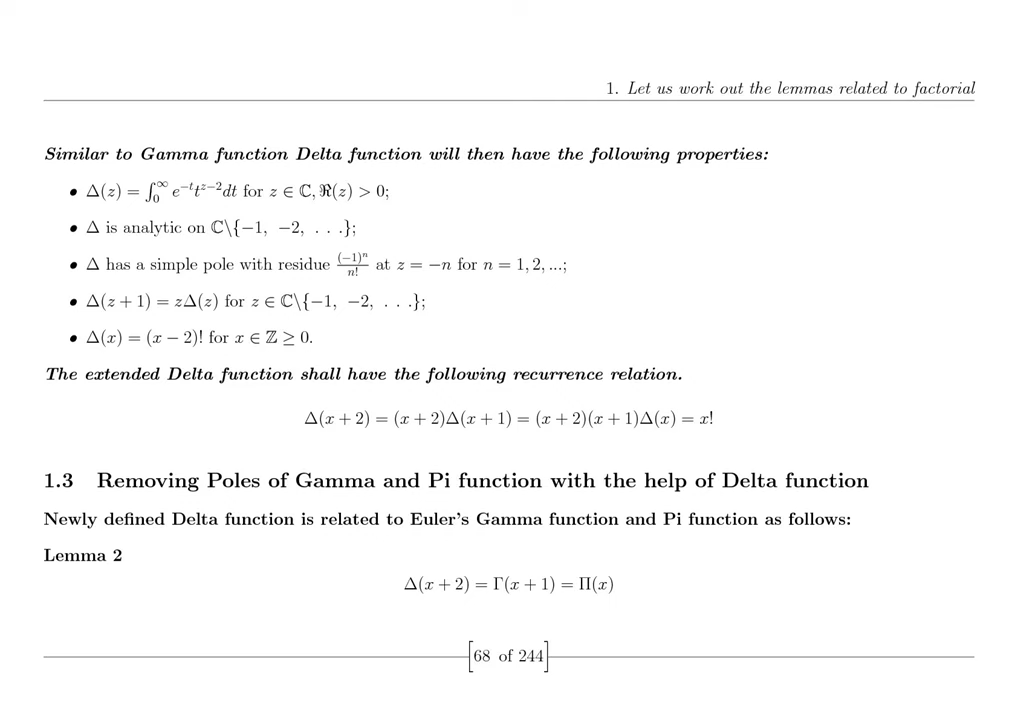 1. Let us work out the lemmas related to factorial
Similar to Gamma function Delta function will then have the following properties:
• Δ(z) = ∫₀^∞ e^{−t}t^{z−2}dt for z ∈ ℂ, ℜ(z) > 0;
• Δ is analytic on ℂ\{−1, −2, . . .};
• Δ has a simple pole with residue (−1)^n/n! at z = −n for n = 1, 2, ...;
• Δ(z + 1) = zΔ(z) for z ∈ ℂ\{−1, −2, . . .};
• Δ(x) = (x − 2)! for x ∈ ℤ ≥ 0.
The extended Delta function shall have the following recurrence relation.
Δ(x + 2) = (x + 2)Δ(x + 1) = (x + 2)(x + 1)Δ(x) = x!
1.3 Removing Poles of Gamma and Pi function with the help of Delta function
Newly defined Delta function is related to Euler's Gamma function and Pi function as follows:
Lemma 2
Δ(x + 2) = Γ(x + 1) = Π(x)
[68 of 244]